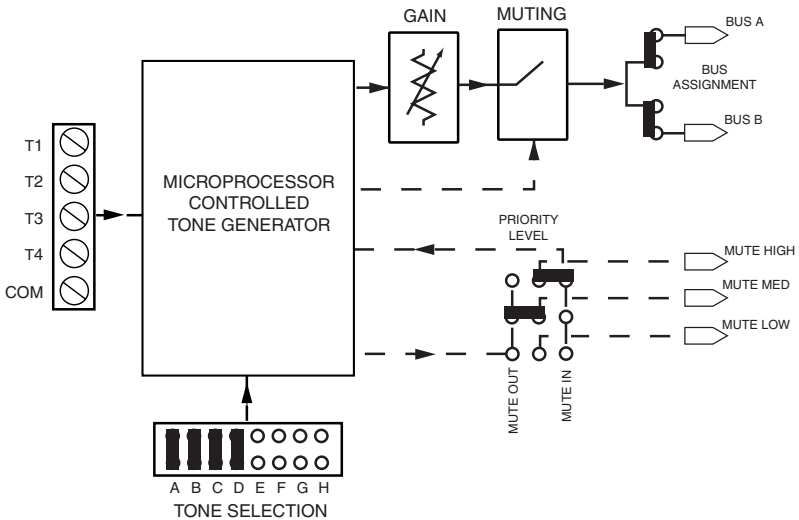 GAIN
MUTING
BUS A
BUS
ASSIGNMENT
BUS B
T1
T2
T3
T4
COM
MICROPROCESSOR
CONTROLLED
TONE GENERATOR
PRIORITY
LEVEL
MUTE HIGH
MUTE MED
MUTE LOW
MUTE OUT
MUTE IN
A B C D E F G H
TONE SELECTION